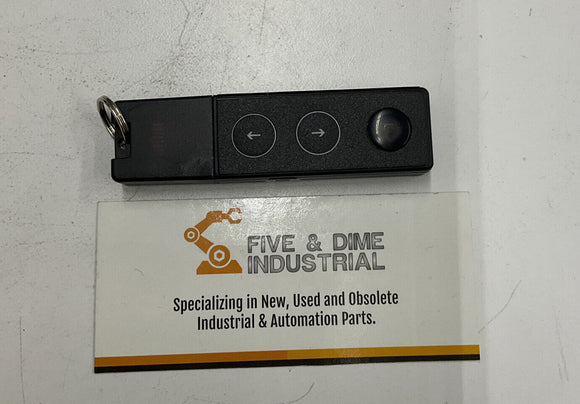 FIVE & DIME
INDUSTRIAL
Specializing in New, Used and Obsolete
Industrial & Automation Parts.